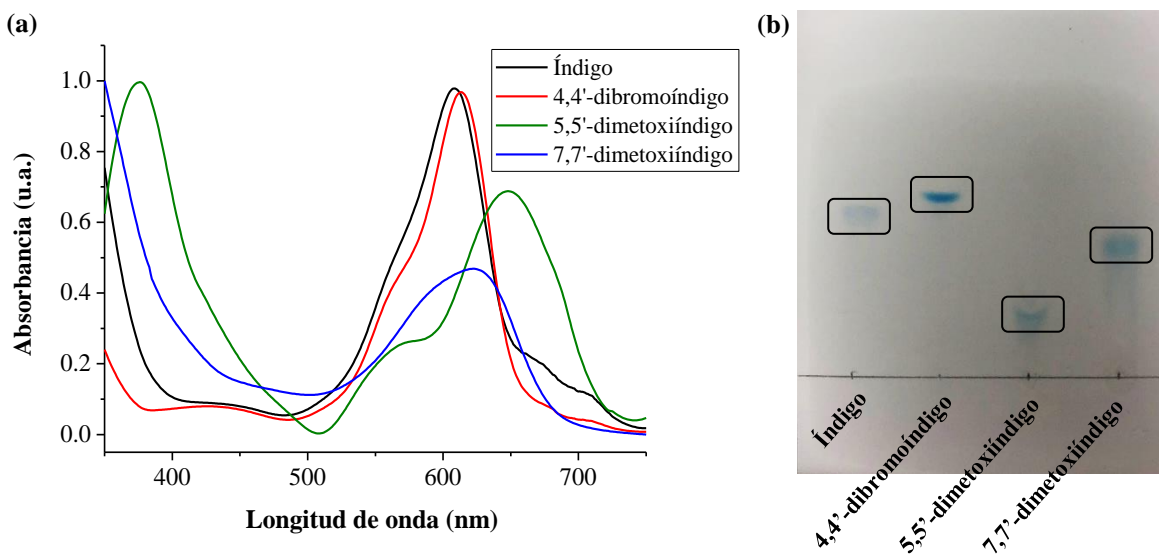 (a)
1.0
0.8
0.6
0.4
0.2
0.0
400
500
600
700
Absorbancia (u.a.)
Longitud de onda (nm)
Índigo
4,4'-dibromoíndigo
5,5'-dimetoxiíndigo
7,7'-dimetoxiíndigo
(b)
Índigo
4,4’-dibromoíndigo
5,5’-dimetoxiíndigo
7,7’-dimetoxiíndigo